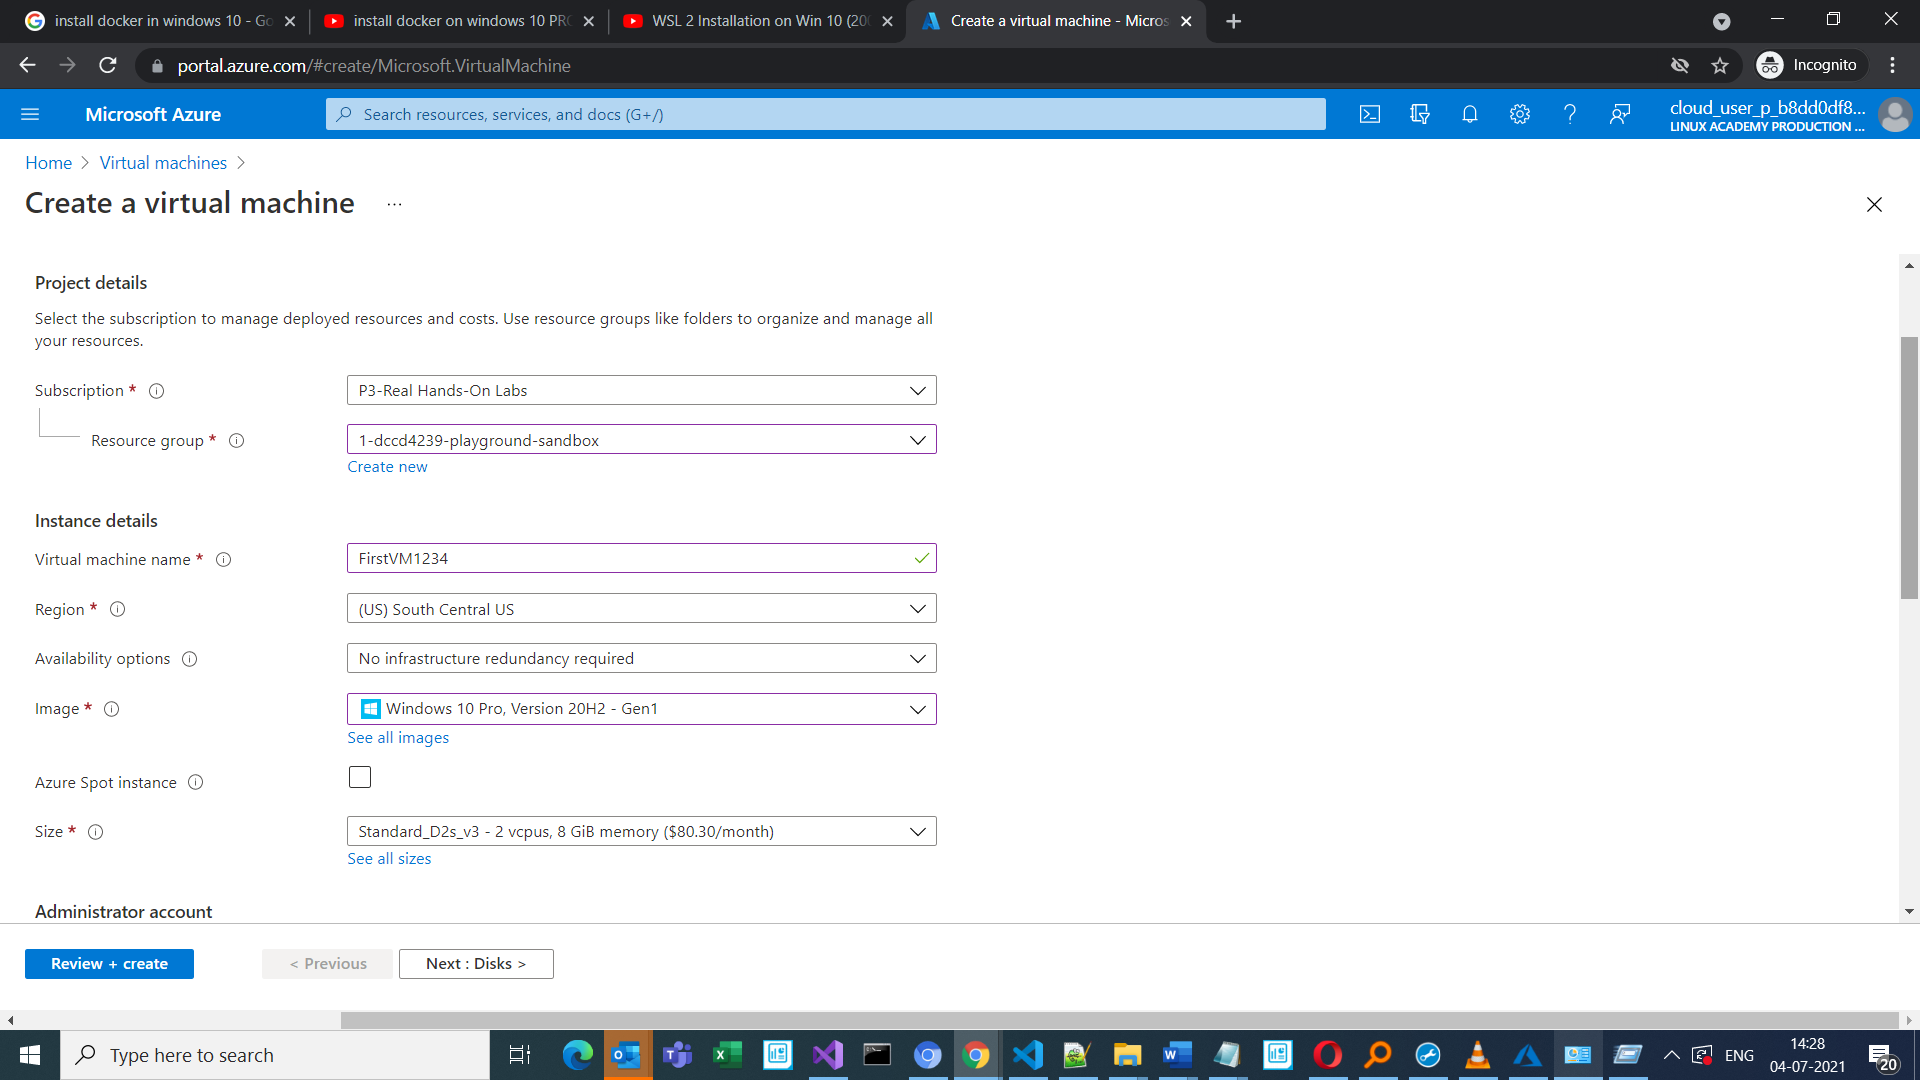 install docker in windows 10 - Go
install docker on windows 10 PRO
WSL 2 Installation on Win 10 (200
Create a virtual machine - Micros
portal.azure.com/#create/Microsoft.VirtualMachine
Incognito
Microsoft Azure
Search resources, services, and docs (G+/)
cloud_user_p_b8dd0df8...
LINUX ACADEMY PRODUCTION ...
Home > Virtual machines >
Create a virtual machine ...
Project details
Select the subscription to manage deployed resources and costs. Use resource groups like folders to organize and manage all
your resources.
Subscription * P3-Real Hands-On Labs
Resource group * 1-dccd4239-playground-sandbox
Create new
Instance details
Virtual machine name * FirstVM1234
Region * (US) South Central US
Availability options No infrastructure redundancy required
Image * Windows 10 Pro, Version 20H2 - Gen1
See all images
Azure Spot instance
Size * Standard_D2s_v3 - 2 vcpus, 8 GiB memory ($80.30/month)
See all sizes
Administrator account
Review + create
< Previous
Next : Disks >
Type here to search
ENG
14:28
04-07-2021
20